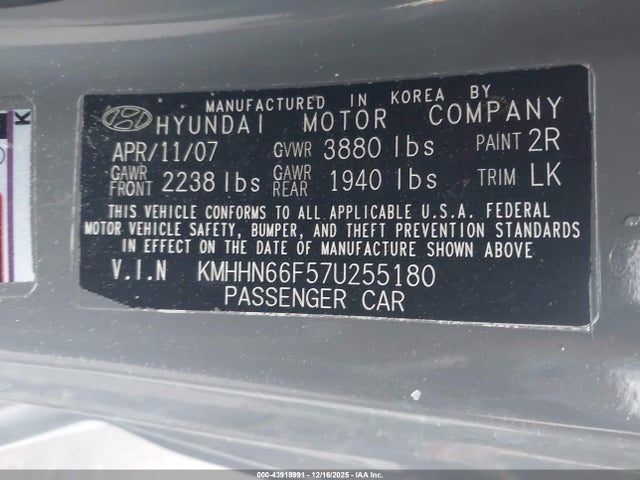 MANUFACTURED IN KOREA BY
HYUNDAI MOTOR COMPANY
APR/11/07 GVWR 3880 lbs PAINT 2R
GAWR FRONT 2238 lbs GAWR REAR 1940 lbs TRIM LK
THIS VEHICLE CONFORMS TO ALL APPLICABLE U.S.A. FEDERAL
MOTOR VEHICLE SAFETY, BUMPER, AND THEFT PREVENTION STANDARDS
IN EFFECT ON THE DATE OF MANUFACTURE SHOWN ABOVE
V.I.N KMHHN66F57U255180
PASSENGER CAR
K
000-43918991 - 12/16/2025 - IAA Inc.